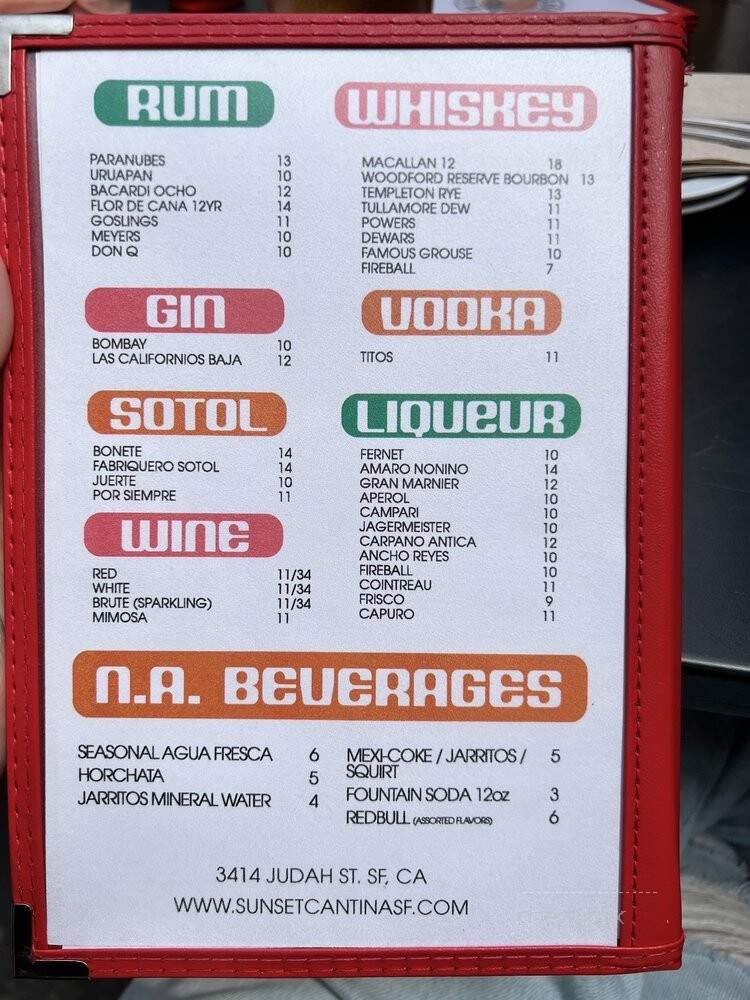 RUM
PARANUBES 13
URUAPAN 10
BACARDI OCHO 12
FLOR DE CANA 12YR 14
GOSLINGS 11
MEYERS 10
DON Q 10
WHISKEY
MACALLAN 12 18
WOODFORD RESERVE BOURBON 13
TEMPLETON RYE 13
TULLAMORE DEW 11
POWERS 11
DEWARS 11
FAMOUS GROUSE 10
FIREBALL 7
GIN
BOMBAY 10
LAS CALIFORNIOS BAJA 12
VODKA
TITOS 11
SOTOL
BONETE 14
FABRIQUERO SOTOL 14
JUERTE 10
POR SIEMPRE 11
LIQUEUR
FERNET 10
AMARO NONINO 14
GRAN MARNIER 12
APEROL 10
CAMPARI 10
JAGERMEISTER 10
CARPANO ANTICA 12
ANCHO REYES 10
FIREBALL 10
COINTREAU 11
FRISCO 9
CAPURO 11
WINE
RED 11/34
WHITE 11/34
BRUTE (SPARKLING) 11/34
MIMOSA 11
N.A. BEVERAGES
SEASONAL AGUA FRESCA 6
HORCHATA 5
JARRITOS MINERAL WATER 4
MEXI-COKE / JARRITOS / 5
SQUIRT
FOUNTAIN SODA 12oz 3
REDBULL (ASSORTED FLAVORS) 6
3414 JUDAH ST. SF, CA
WWW.SUNSETCANTINASF.COM